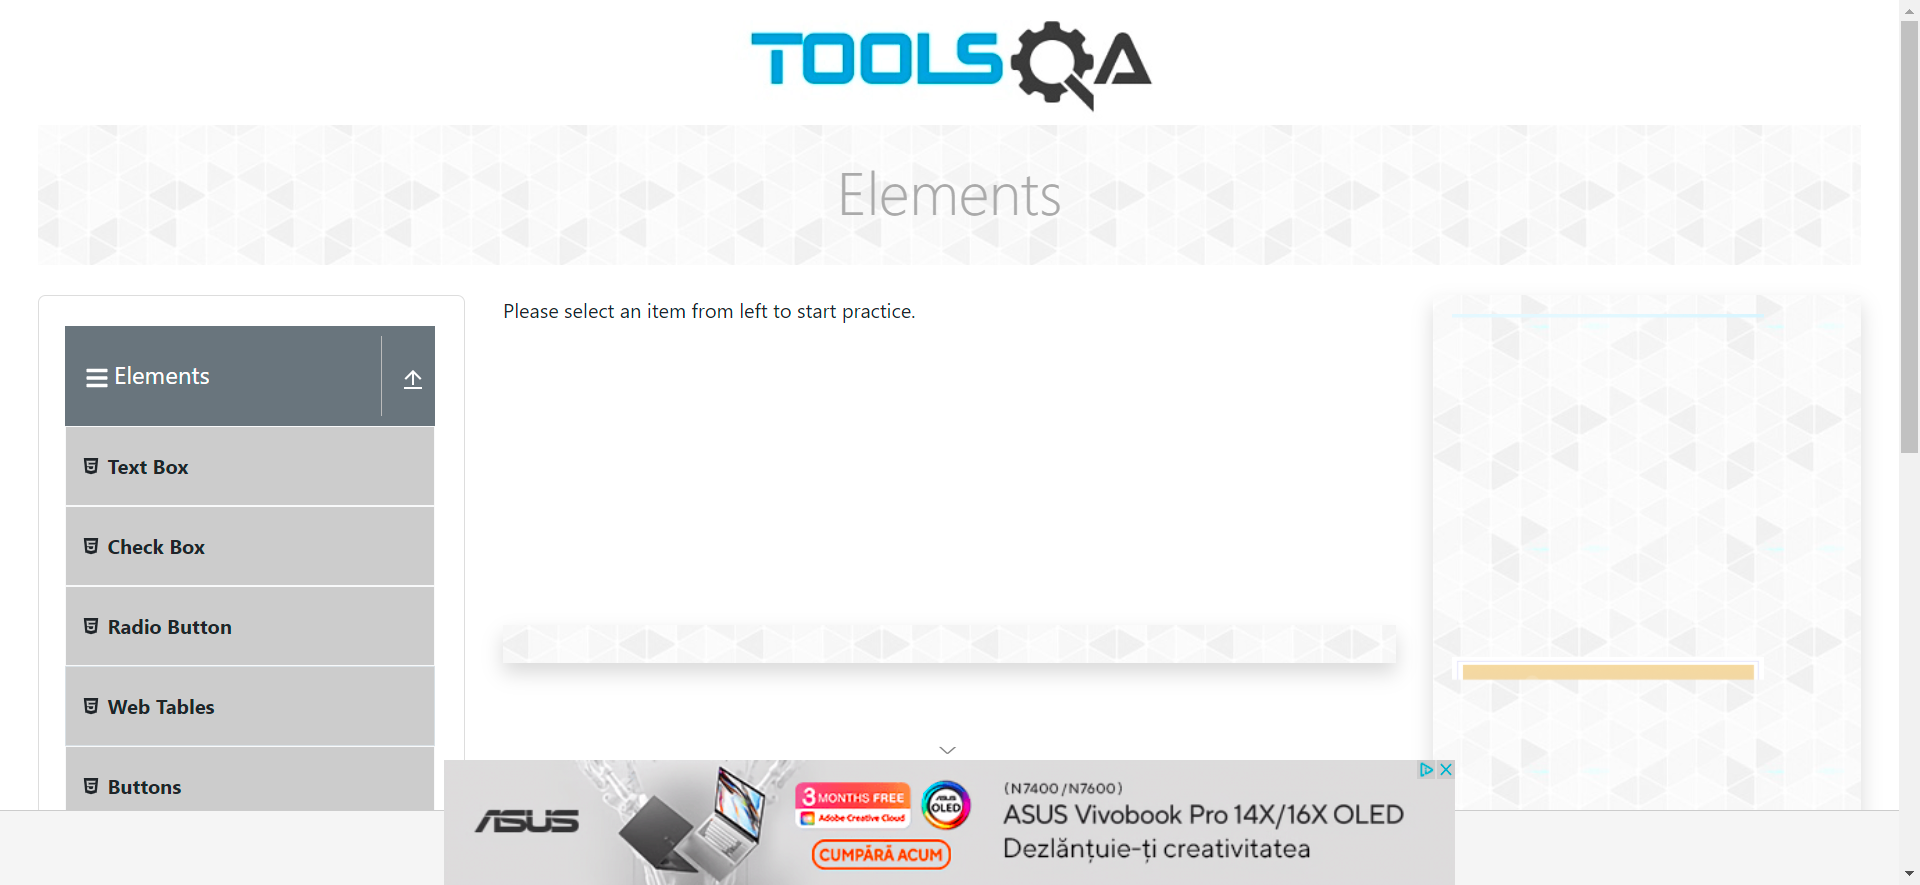 TOOLSQA
Elements
Please select an item from left to start practice.
Elements
Text Box
Check Box
Radio Button
Web Tables
Buttons
ASUS
3 MONTHS FREE
Adobe Creative Cloud
ASUS
OLED
CUMPĂRĂ ACUM
(N7400/N7600)
ASUS Vivobook Pro 14X/16X OLED
Dezlănțuie-ți creativitatea